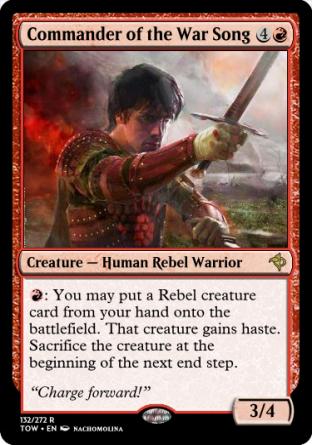 Commander of the War Song 4
Creature — Human Rebel Warrior
: You may put a Rebel creature
card from your hand onto the
battlefield. That creature gains haste.
Sacrifice the creature at the
beginning of the next end step.
“Charge forward!”
3/4
132/272 R
TOW • EN NACHOMOLINA